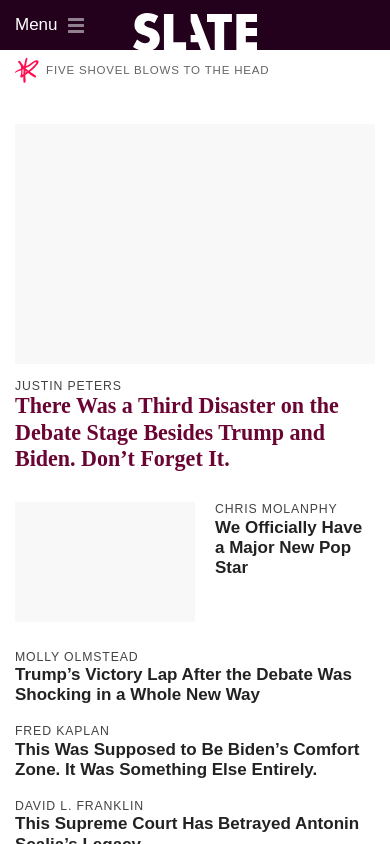 Menu
SLATE
FIVE SHOVEL BLOWS TO THE HEAD
JUSTIN PETERS
There Was a Third Disaster on the
Debate Stage Besides Trump and
Biden. Don’t Forget It.
CHRIS MOLANPHY
We Officially Have
a Major New Pop
Star
MOLLY OLMSTEAD
Trump’s Victory Lap After the Debate Was
Shocking in a Whole New Way
FRED KAPLAN
This Was Supposed to Be Biden’s Comfort
Zone. It Was Something Else Entirely.
DAVID L. FRANKLIN
This Supreme Court Has Betrayed Antonin
Scalia’s Legacy